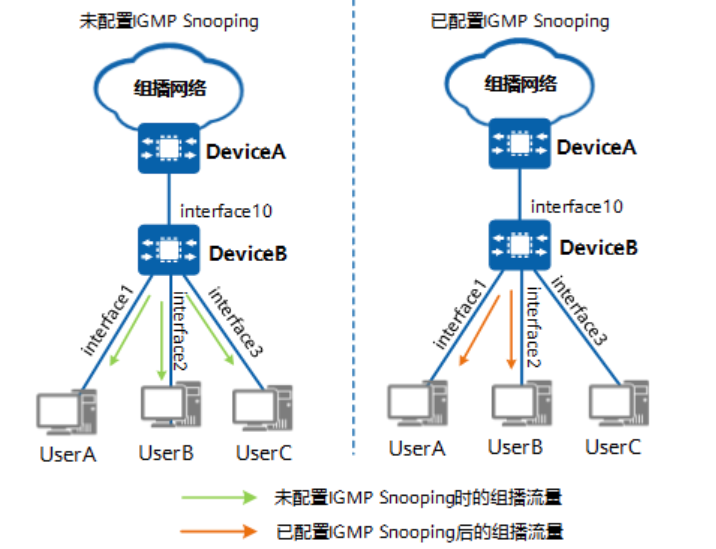 未配置IGMP Snooping
组播网络
DeviceA
interface10
DeviceB
interface1
interface2
interface3
UserA
UserB
UserC
已配置IGMP Snooping
组播网络
DeviceA
interface10
DeviceB
interface1
interface2
interface3
UserA
UserB
UserC
未配置IGMP Snooping时的组播流量
已配置IGMP Snooping后的组播流量